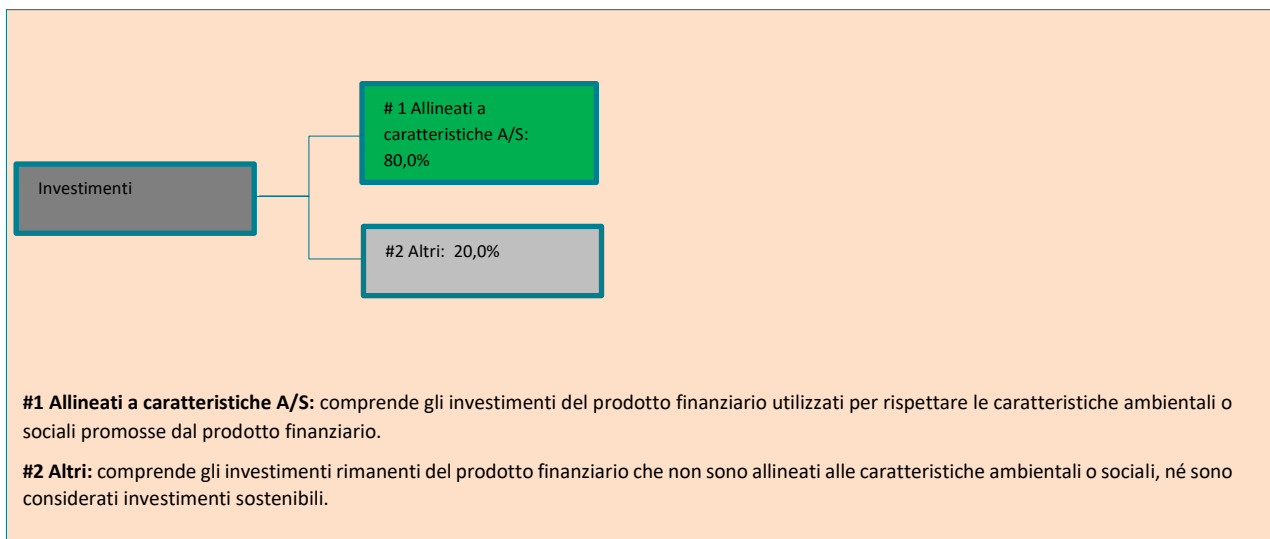 # 1 Allineati a
caratteristiche A/S:
80,0%
Investimenti
#2 Altri: 20,0%
#1 Allineati a caratteristiche A/S: comprende gli investimenti del prodotto finanziario utilizzati per rispettare le caratteristiche ambientali o
sociali promosse dal prodotto finanziario.
#2 Altri: comprende gli investimenti rimanenti del prodotto finanziario che non sono allineati alle caratteristiche ambientali o sociali, né sono
considerati investimenti sostenibili.